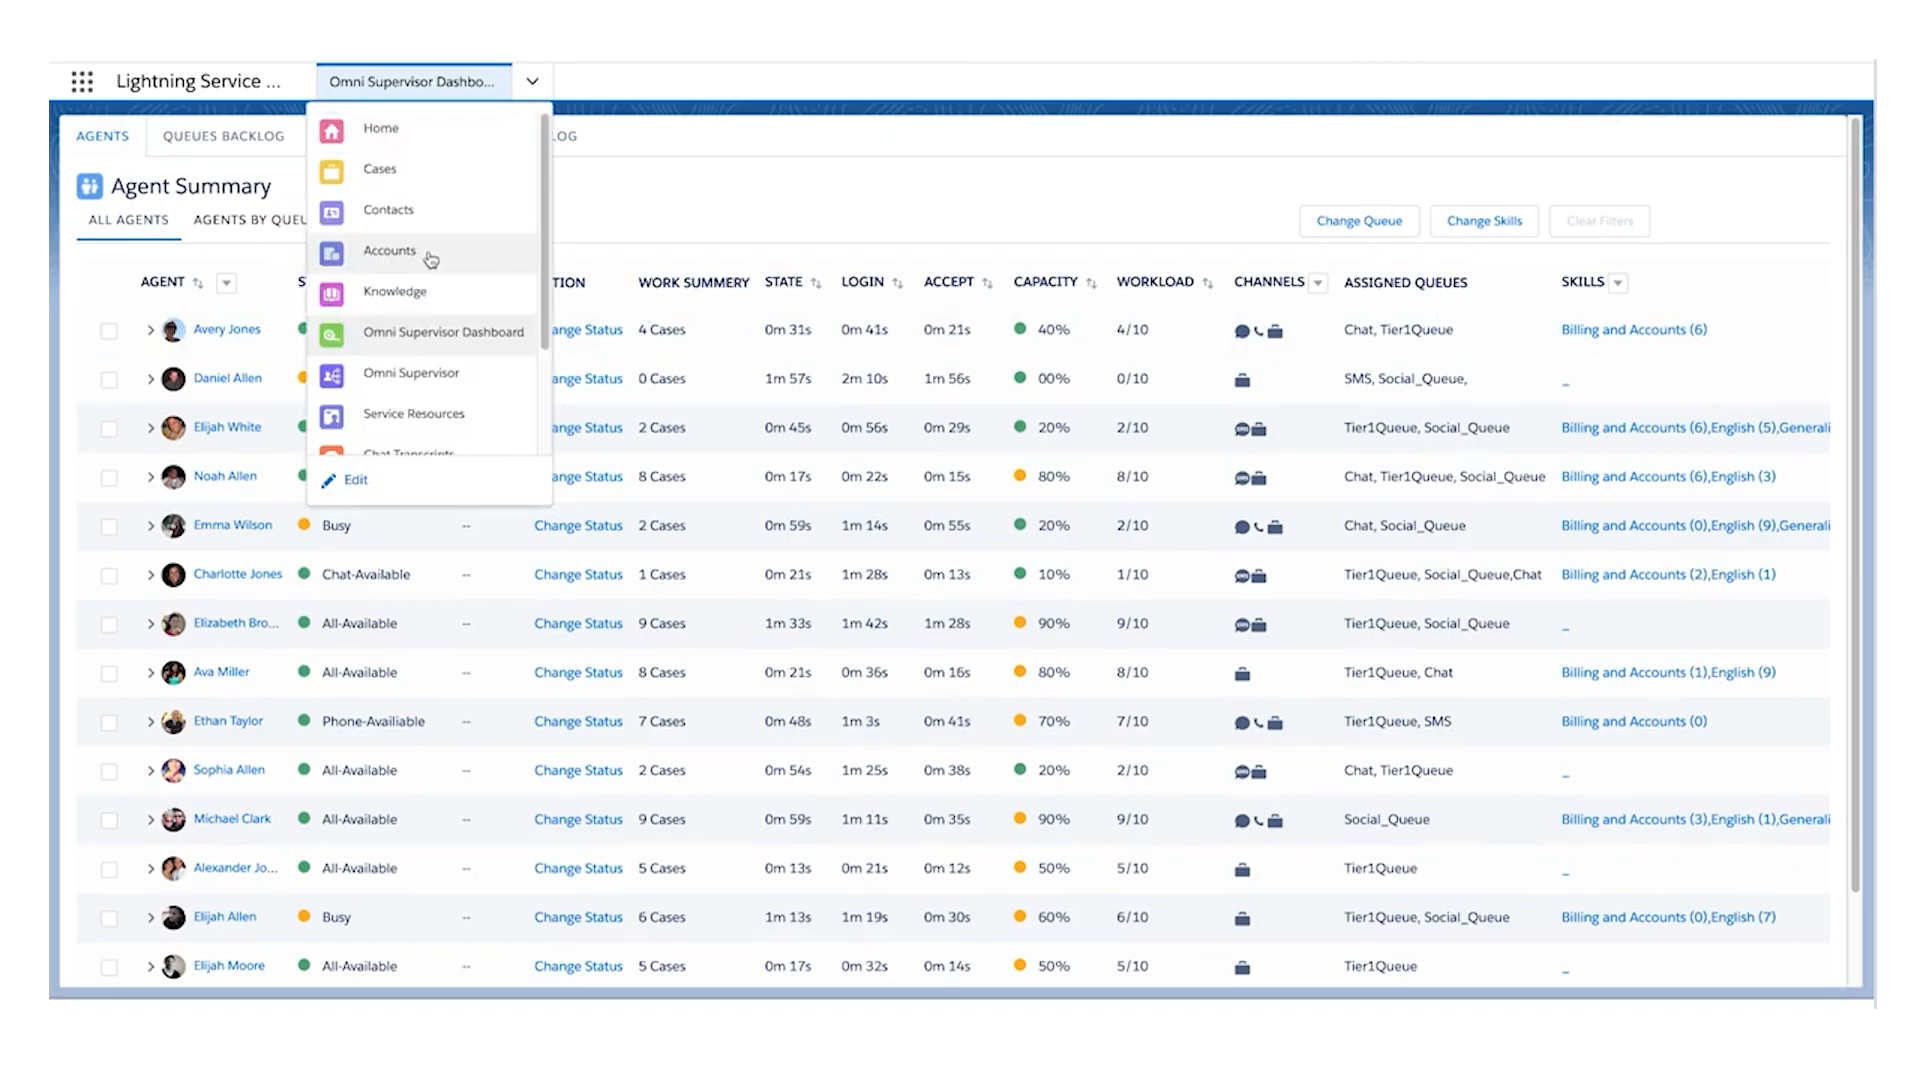 Lightning Service ... Omni Supervisor Dashbo...
AGENTS QUEUES BACKLOG LOG
Home
Cases
Contacts
Accounts
Knowledge
Omni Supervisor Dashboard
Omni Supervisor
Service Resources
Chat Transcripts
Edit
Agent Summary
ALL AGENTS AGENTS BY QUEU
Change Queue Change Skills Clear Filters
AGENT S TION WORK SUMMERY STATE LOGIN ACCEPT CAPACITY WORKLOAD CHANNELS ASSIGNED QUEUES SKILLS
Avery Jones ange Status 4 Cases 0m 31s 0m 41s 0m 21s 40% 4/10 Chat, Tier1Queue Billing and Accounts (6)
Daniel Allen ange Status 0 Cases 1m 57s 2m 10s 1m 56s 00% 0/10 SMS, Social_Queue, _
Elijah White ange Status 2 Cases 0m 45s 0m 56s 0m 29s 20% 2/10 Tier1Queue, Social_Queue Billing and Accounts (6),English (5),Generali
Noah Allen ange Status 8 Cases 0m 17s 0m 22s 0m 15s 80% 8/10 Chat, Tier1Queue, Social_Queue Billing and Accounts (6),English (3)
Emma Wilson Busy -- Change Status 2 Cases 0m 59s 1m 14s 0m 55s 20% 2/10 Chat, Social_Queue Billing and Accounts (0),English (9),Generali
Charlotte Jones Chat-Available -- Change Status 1 Cases 0m 21s 1m 28s 0m 13s 10% 1/10 Tier1Queue, Social_Queue,Chat Billing and Accounts (2),English (1)
Elizabeth Bro... All-Available -- Change Status 9 Cases 1m 33s 1m 42s 1m 28s 90% 9/10 Tier1Queue, Social_Queue _
Ava Miller All-Available -- Change Status 8 Cases 0m 21s 0m 36s 0m 16s 80% 8/10 Tier1Queue, Chat Billing and Accounts (1),English (9)
Ethan Taylor Phone-Availiable -- Change Status 7 Cases 0m 48s 1m 3s 0m 41s 70% 7/10 Tier1Queue, SMS Billing and Accounts (0)
Sophia Allen All-Available -- Change Status 2 Cases 0m 54s 1m 25s 0m 38s 20% 2/10 Chat, Tier1Queue _
Michael Clark All-Available -- Change Status 9 Cases 0m 59s 1m 11s 0m 35s 90% 9/10 Social_Queue Billing and Accounts (3),English (1),Generali
Alexander Jo... All-Available -- Change Status 5 Cases 0m 13s 0m 21s 0m 12s 50% 5/10 Tier1Queue _
Elijah Allen Busy -- Change Status 6 Cases 1m 13s 1m 19s 0m 30s 60% 6/10 Tier1Queue, Social_Queue Billing and Accounts (0),English (7)
Elijah Moore All-Available -- Change Status 5 Cases 0m 17s 0m 32s 0m 14s 50% 5/10 Tier1Queue _